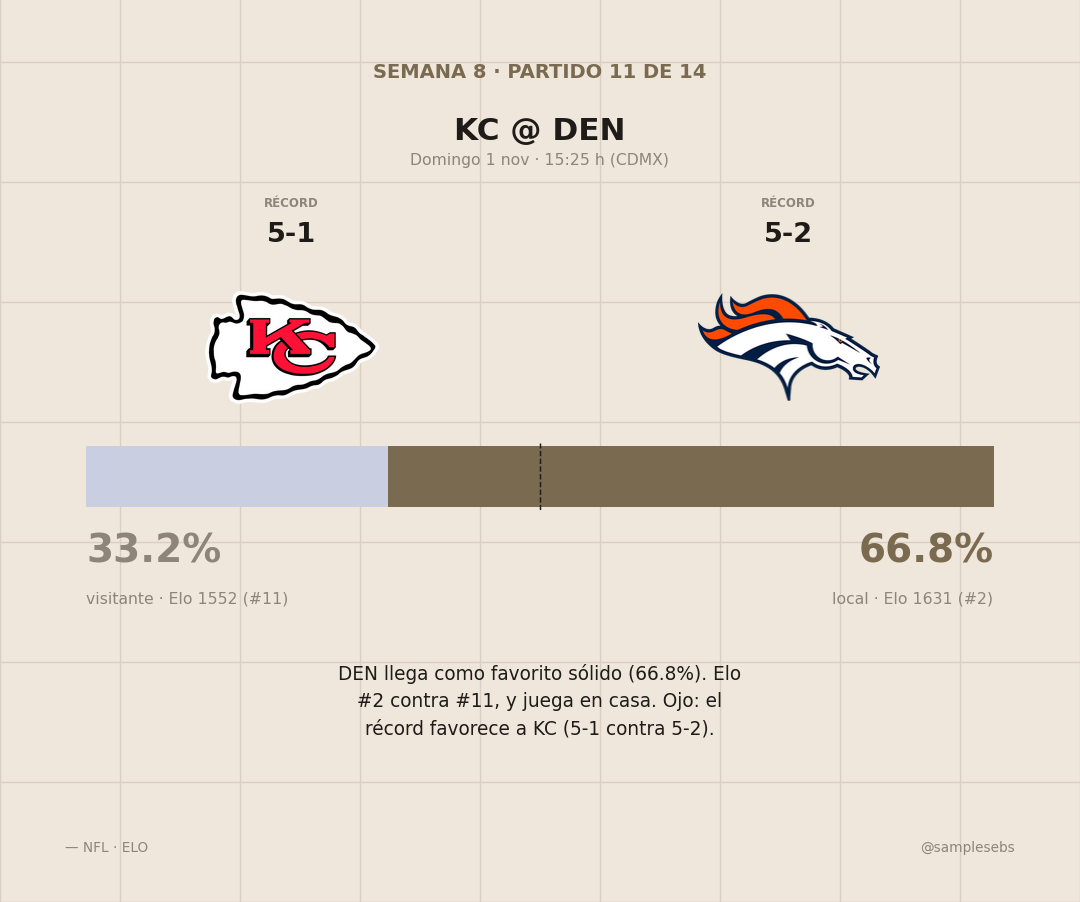 SEMANA 8 · PARTIDO 11 DE 14
KC @ DEN
Domingo 1 nov · 15:25 h (CDMX)
RÉCORD
5-1
RÉCORD
5-2
KC
33.2%
66.8%
visitante · Elo 1552 (#11)
local · Elo 1631 (#2)
DEN llega como favorito sólido (66.8%). Elo
#2 contra #11, y juega en casa. Ojo: el
récord favorece a KC (5-1 contra 5-2).
— NFL · ELO
@samplesebs